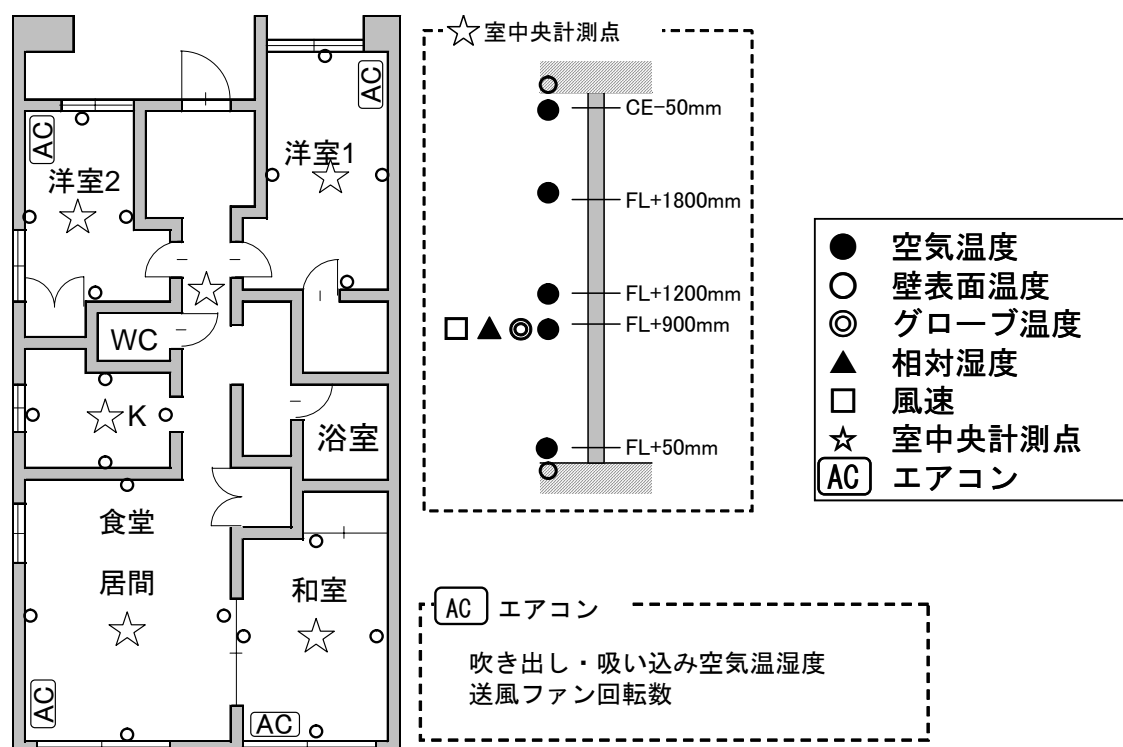 AC
AC
洋室1
洋室2
WC
K
浴室
食堂
居間
和室
AC
AC
室中央計測点
CE-50mm
FL+1800mm
FL+1200mm
FL+900mm
FL+50mm
空気温度
壁表面温度
グローブ温度
相対湿度
風速
室中央計測点
AC エアコン
AC エアコン
吹き出し・吸い込み空気温湿度
送風ファン回転数